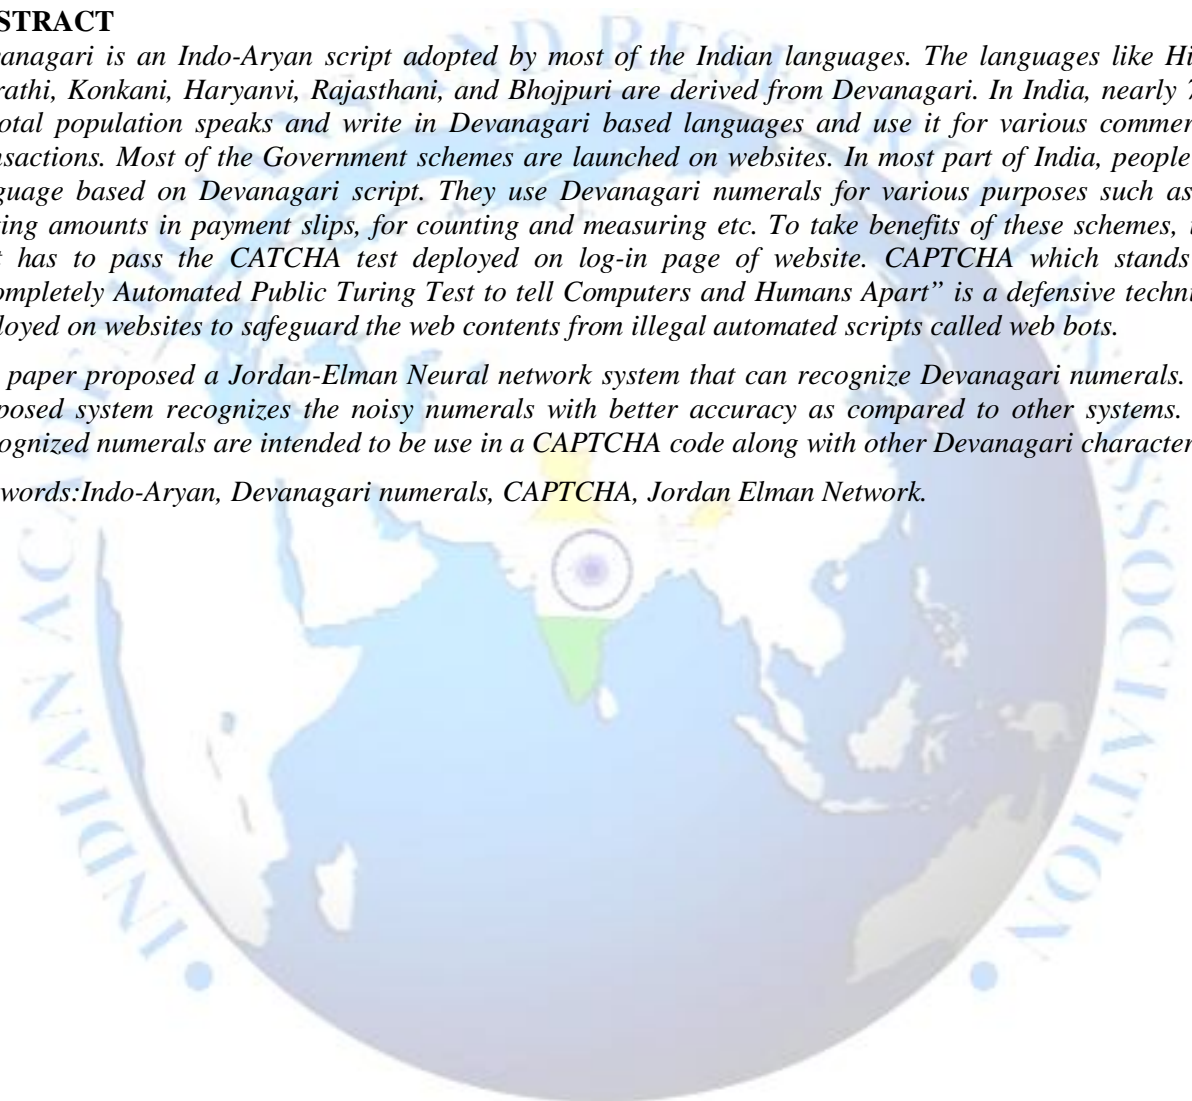 STRACT
anagari is an Indo-Aryan script adopted by most of the Indian languages. The languages like Hi
rathi, Konkani, Haryanvi, Rajasthani, and Bhojpuri are derived from Devanagari. In India, nearly 7
otal population speaks and write in Devanagari based languages and use it for various commer
nsactions. Most of the Government schemes are launched on websites. In most part of India, people
guage based on Devanagari script. They use Devanagari numerals for various purposes such as
ing amounts in payment slips, for counting and measuring etc. To take benefits of these schemes,
has to pass the CATCHA test deployed on log-in page of website. CAPTCHA which stands
ompletely Automated Public Turing Test to tell Computers and Humans Apart” is a defensive techni
loyed on websites to safeguard the web contents from illegal automated scripts called web bots.
paper proposed a Jordan-Elman Neural network system that can recognize Devanagari numerals.
posed system recognizes the noisy numerals with better accuracy as compared to other systems.
ognized numerals are intended to be use in a CAPTCHA code along with other Devanagari character
words:Indo-Aryan, Devanagari numerals, CAPTCHA, Jordan Elman Network.
INDIAN ACADEMICIANS AND RESEARCHERS ASSOCIATION